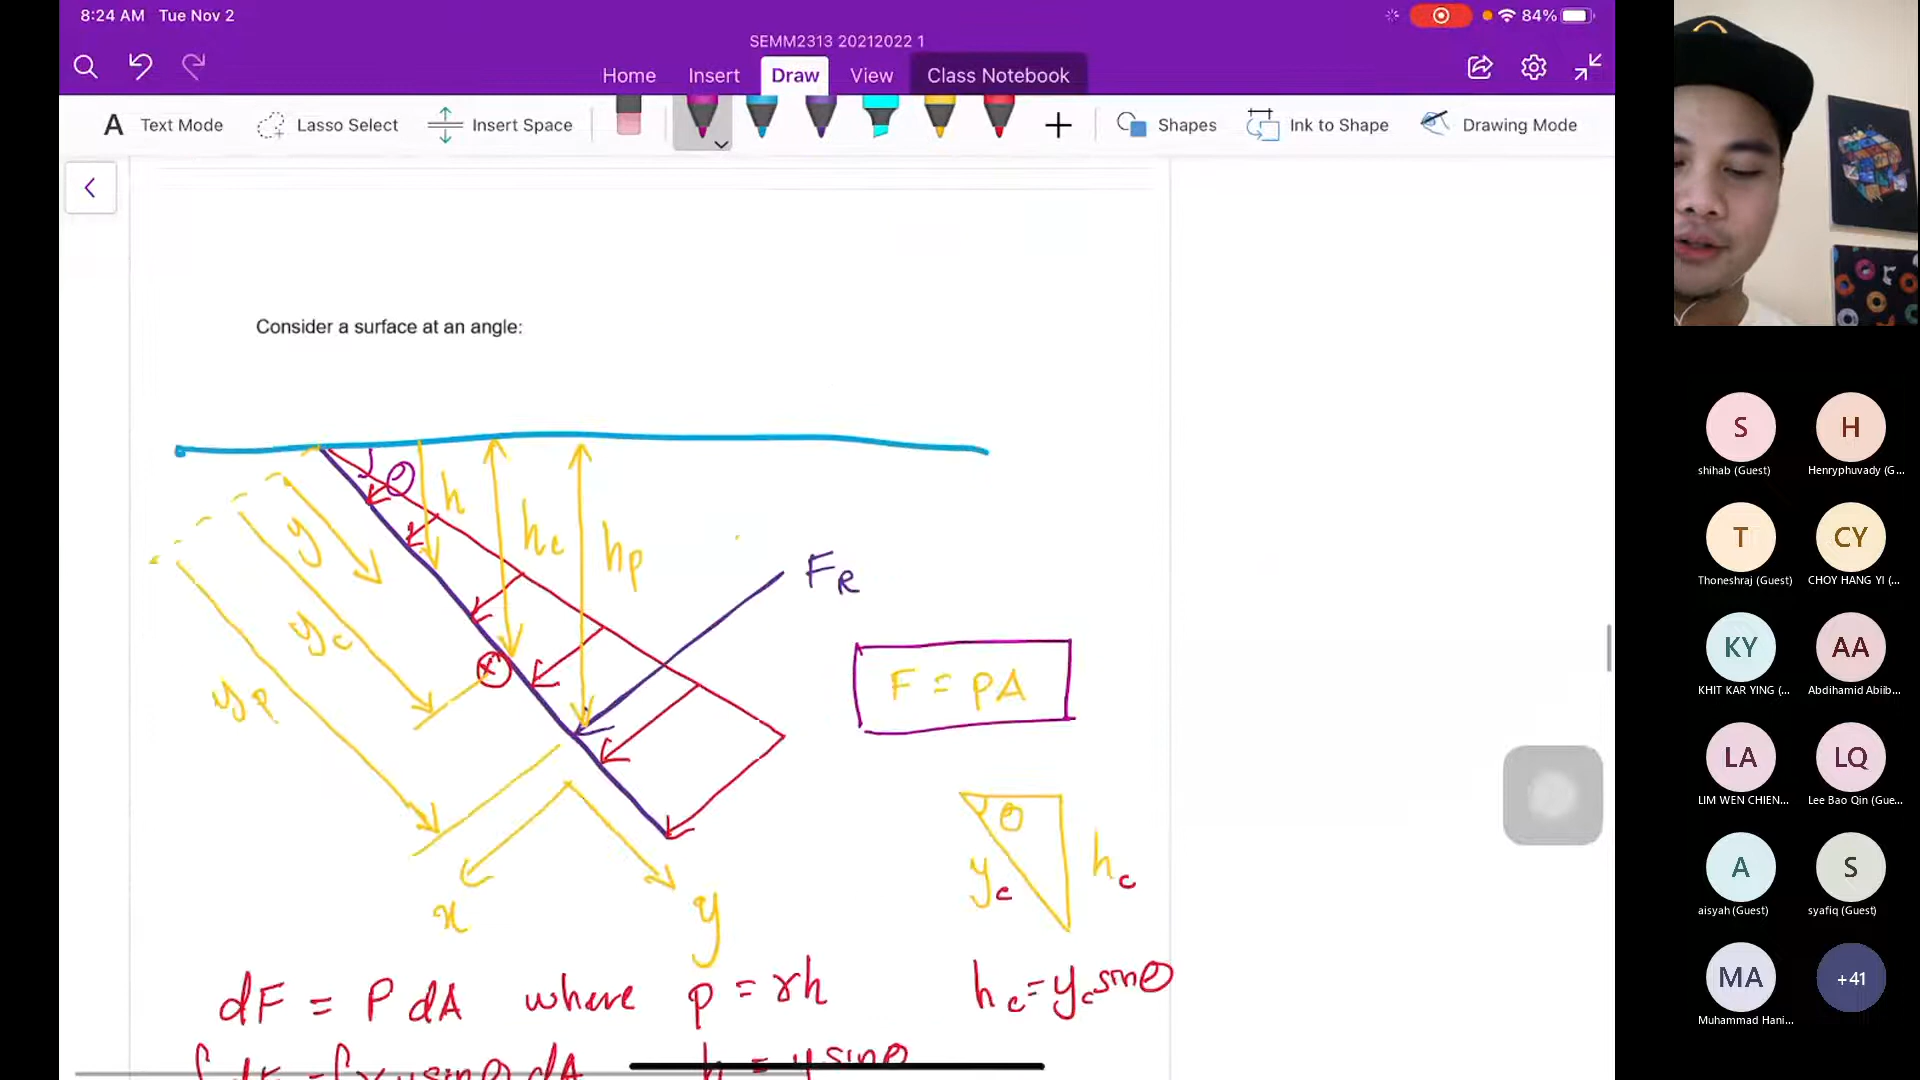 8:24 AM Tue Nov 2
84%
SEMM2313 20212022 1
Home Insert Draw View Class Notebook
A Text Mode Lasso Select Insert Space Shapes Ink to Shape Drawing Mode
Consider a surface at an angle:
θ
h
hc
hp
y
yc
yp
x
FR
F = PA
θ
yc
hc
x
y
dF = P dA where p = γh
hc = yc sinθ
∫dF = ∫γ y sinθ dA h = y sinθ
S
H
shihab (Guest)
Henryphuvady (G...
T
CY
Thoneshraj (Guest)
CHOY HANG YI (...
KY
AA
KHIT KAR YING (...
Abdihamid Abiib...
LA
LQ
LIM WEN CHIEN...
Lee Bao Qin (Gue...
A
S
aisyah (Guest)
syafiq (Guest)
MA
+41
Muhammad Hani...